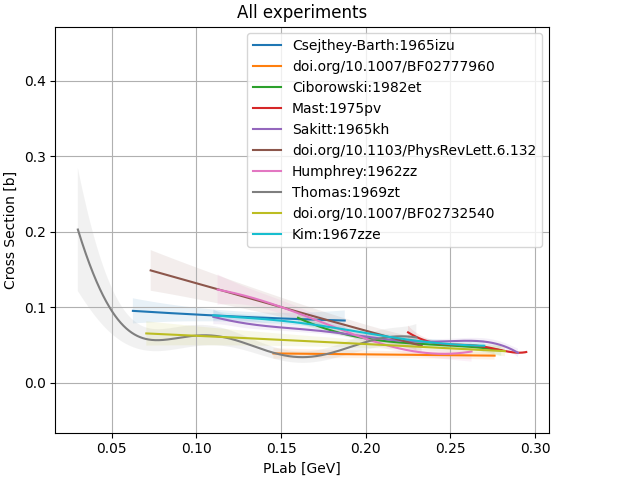 All experiments
Csejthey-Barth:1965izu
doi.org/10.1007/BF02777960
Ciborowski:1982et
Mast:1975pv
Sakitt:1965kh
doi.org/10.1103/PhysRevLett.6.132
Humphrey:1962zz
Thomas:1969zt
doi.org/10.1007/BF02732540
Kim:1967zze
Cross Section [b]
0.4
0.3
0.2
0.1
0.0
0.05 0.10 0.15 0.20 0.25 0.30
PLab [GeV]